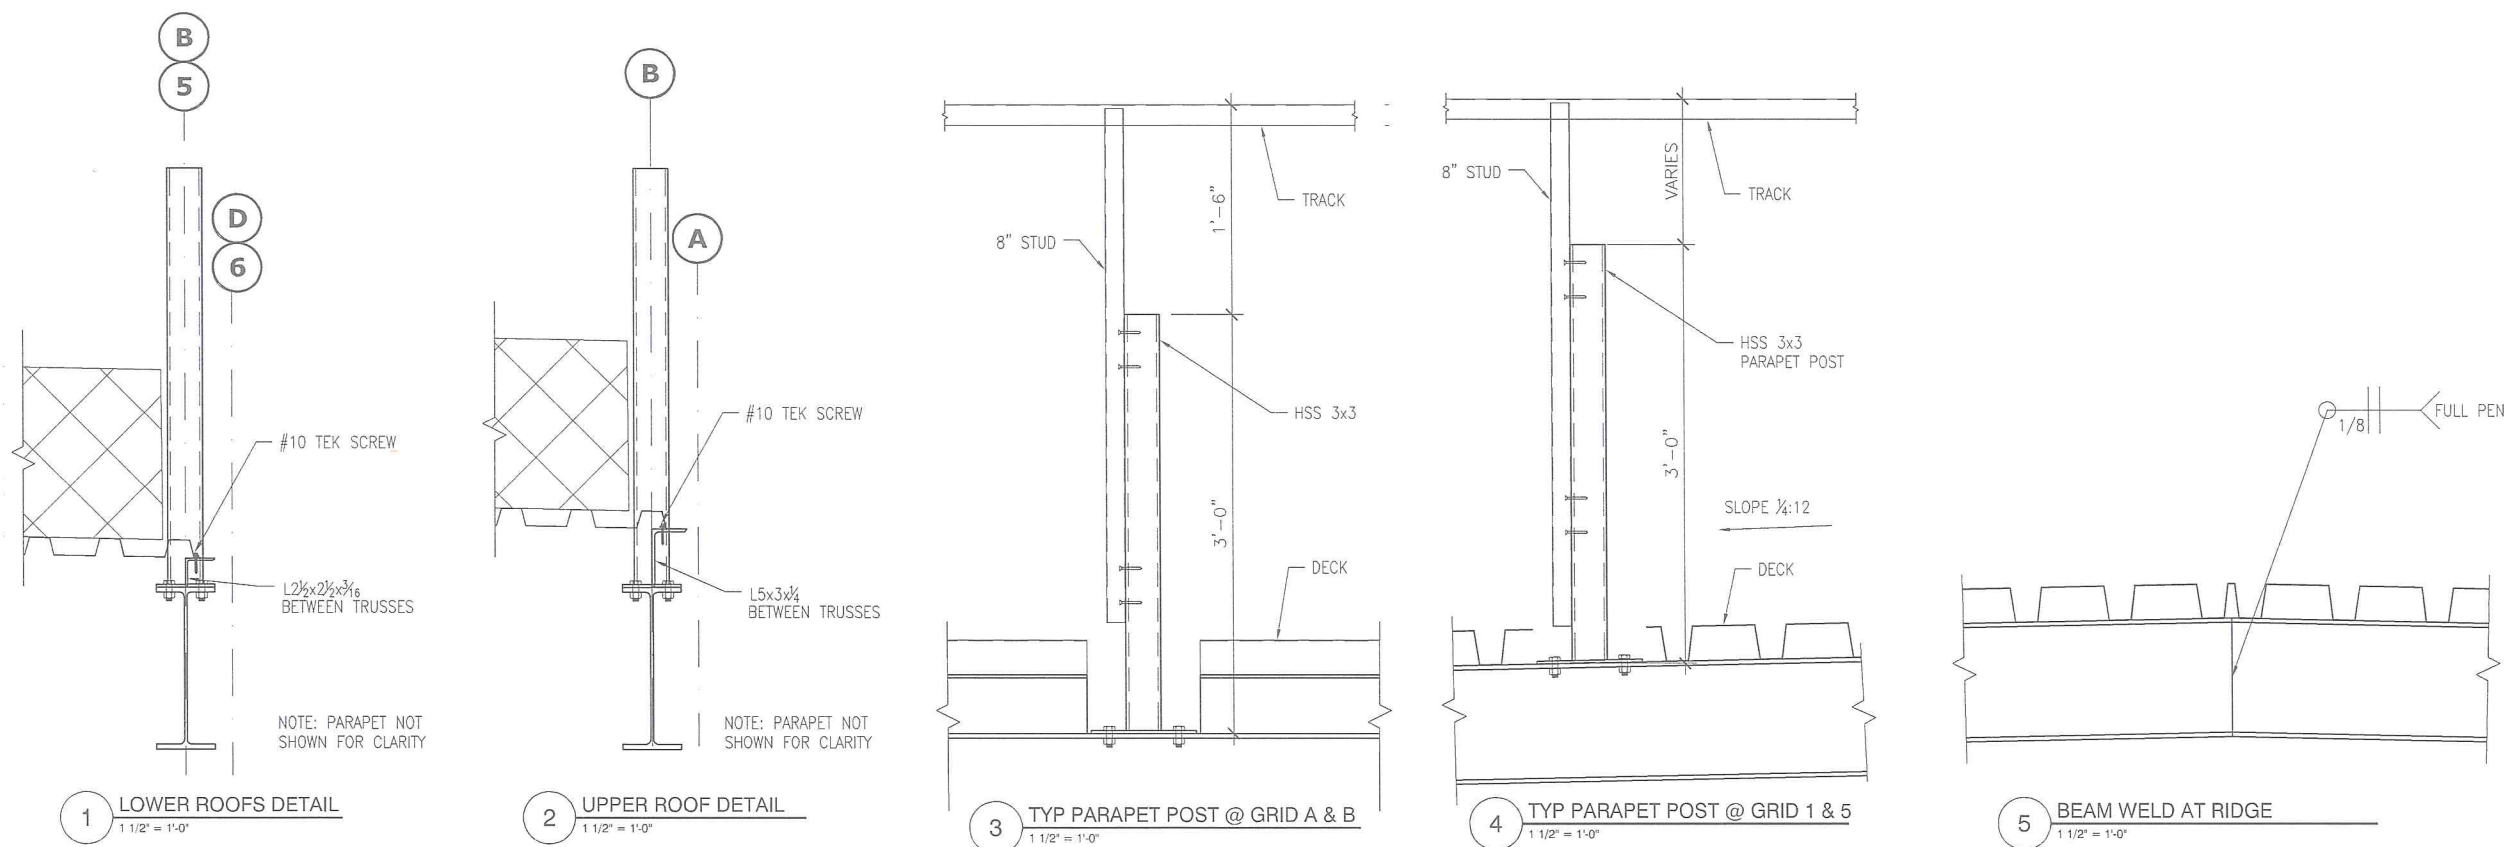 B
5
D
6
#10 TEK SCREW
L2½x2½x3⁄16
BETWEEN TRUSSES
NOTE: PARAPET NOT
SHOWN FOR CLARITY
1
LOWER ROOFS DETAIL
1 1/2" = 1'-0"
B
A
#10 TEK SCREW
L5x3x¼
BETWEEN TRUSSES
NOTE: PARAPET NOT
SHOWN FOR CLARITY
2
UPPER ROOF DETAIL
1 1/2" = 1'-0"
TRACK
1'-6"
8" STUD
HSS 3x3
3'-0"
DECK
3
TYP PARAPET POST @ GRID A & B
1 1/2" = 1'-0"
8" STUD
VARIES
TRACK
HSS 3x3
PARAPET POST
3'-0"
SLOPE ¼:12
DECK
4
TYP PARAPET POST @ GRID 1 & 5
1 1/2" = 1'-0"
1/8
FULL PEN
5
BEAM WELD AT RIDGE
1 1/2" = 1'-0"